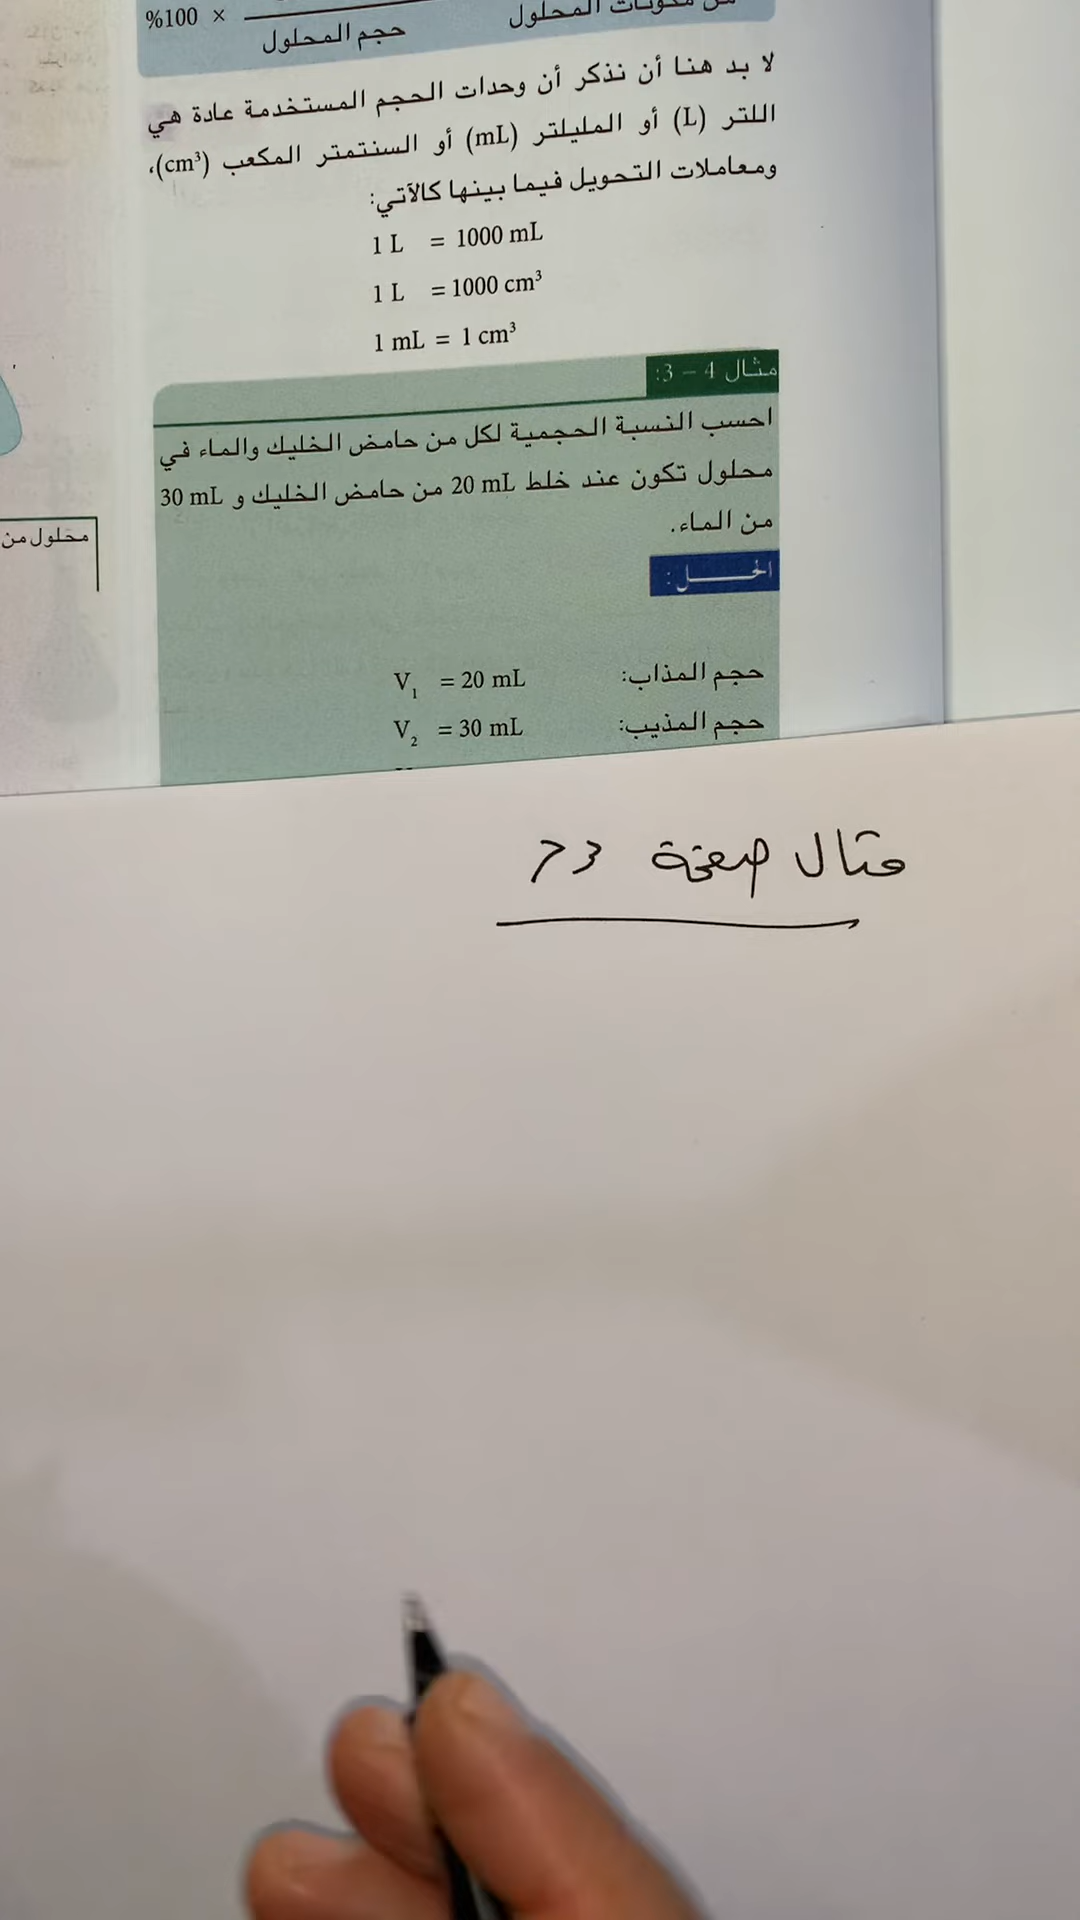 من مكونات المحلول
حجم المحلول
× 100%
لا بد هنا أن نذكر أن وحدات الحجم المستخدمة عادة هي
اللتر (L) أو المليلتر (mL) أو السنتمتر المكعب (cm³)،
ومعاملات التحويل فيما بينها كالآتي:
1 L = 1000 mL
1 L = 1000 cm³
1 mL = 1 cm³
مثال 4 – 3:
احسب النسبة الحجمية لكل من حامض الخليك والماء في
محلول تكون عند خلط 20 mL من حامض الخليك و 30 mL
من الماء.
الحل:
حجم المذاب: V₁ = 20 mL
حجم المذيب: V₂ = 30 mL
محلول من
مثال صفحة